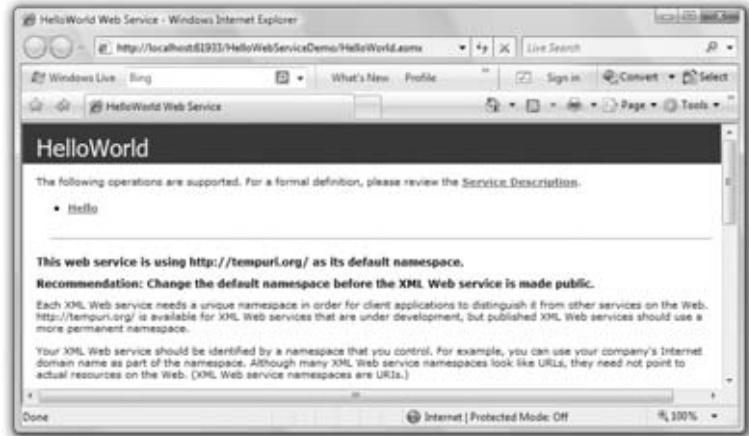 HelloWorld Web Service - Windows Internet Explorer
http://localhost:61933/HelloWebServiceDemo/HelloWorld.asmx
Live Search
Windows Live Bing What's New Profile Sign in Convert Select
HelloWorld Web Service Page Tools
HelloWorld
The following operations are supported. For a formal definition, please review the Service Description.
• Hello
This web service is using http://tempuri.org/ as its default namespace.
Recommendation: Change the default namespace before the XML Web service is made public.
Each XML Web service needs a unique namespace in order for client applications to distinguish it from other services on the Web.
http://tempuri.org/ is available for XML Web services that are under development, but published XML Web services should use a
more permanent namespace.
Your XML Web service should be identified by a namespace that you control. For example, you can use your company's Internet
domain name as part of the namespace. Although many XML Web service namespaces look like URLs, they need not point to
actual resources on the Web. (XML Web service namespaces are URIs.)
Done Internet | Protected Mode: Off 100%